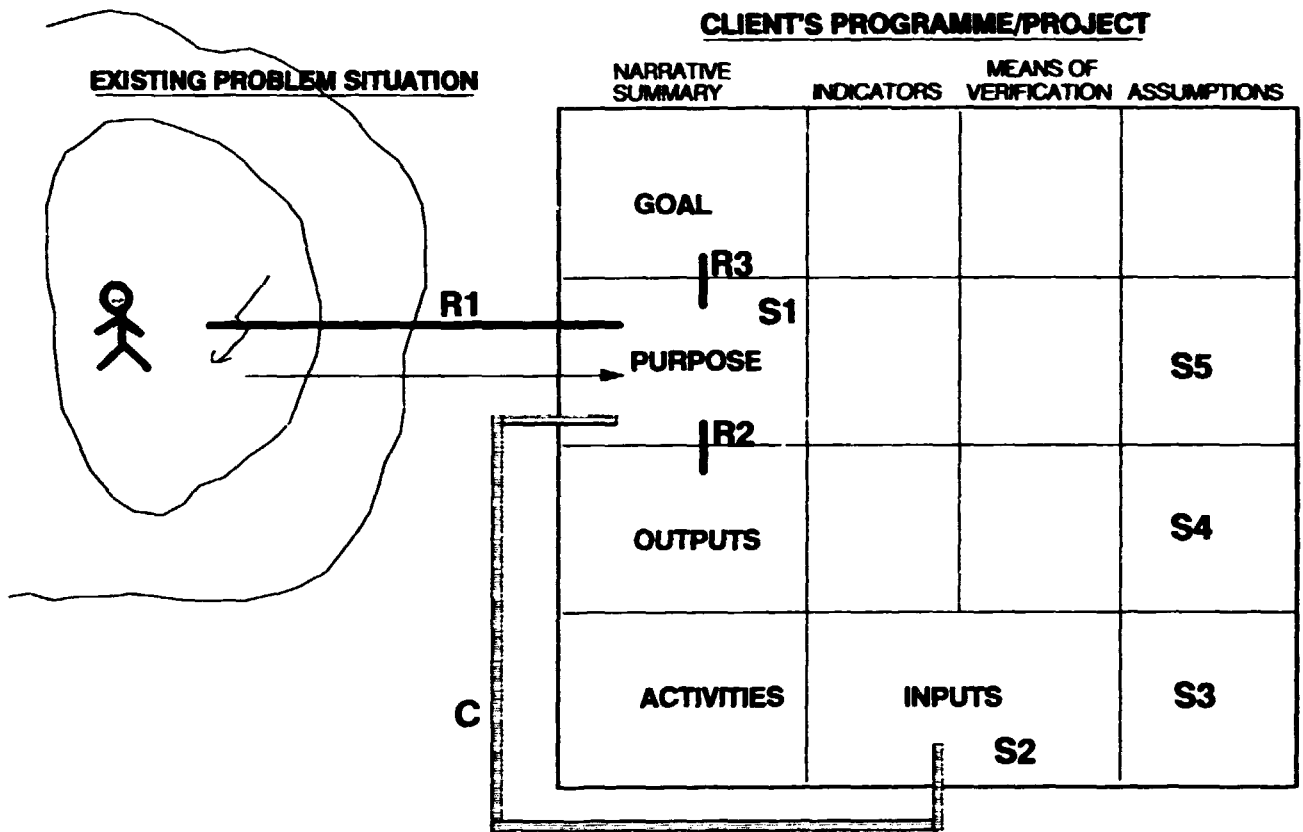 CLIENT'S PROGRAMME/PROJECT
EXISTING PROBLEM SITUATION
NARRATIVE
SUMMARY
INDICATORS
MEANS OF
VERIFICATION
ASSUMPTIONS
GOAL
R3
R1
S1
PURPOSE
S5
R2
OUTPUTS
S4
ACTIVITIES
INPUTS
S3
C
S2